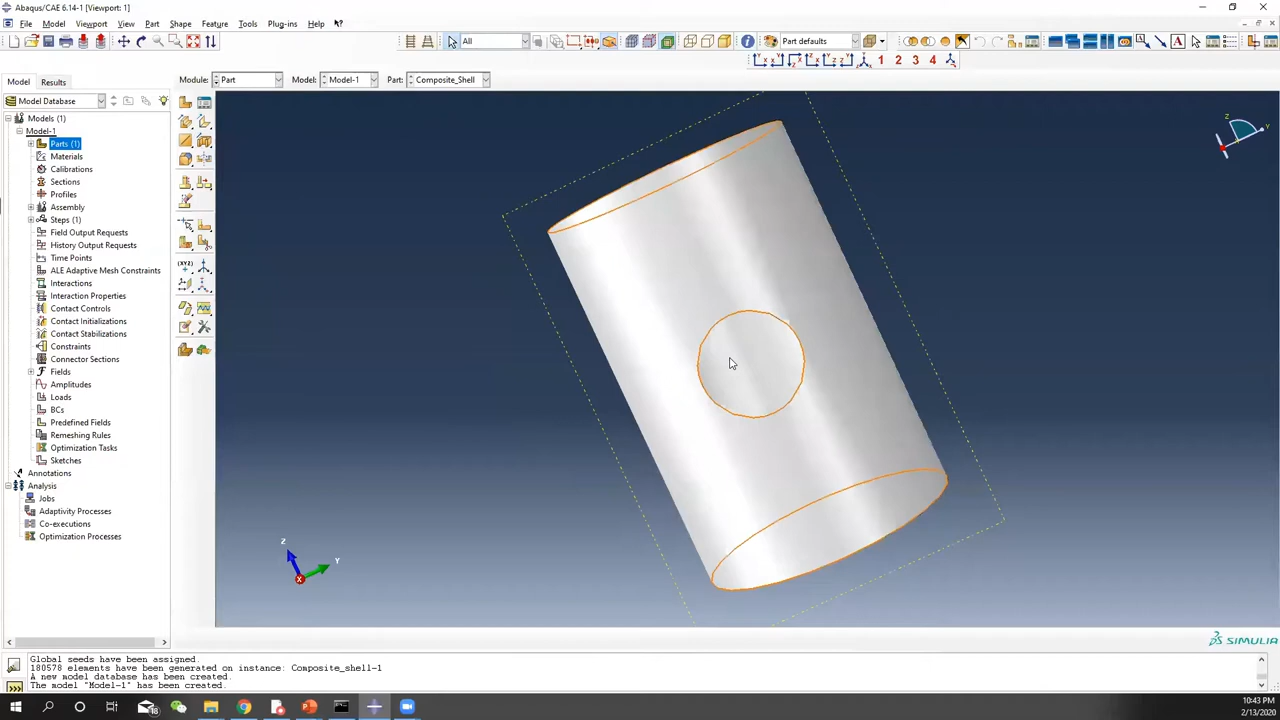 Abaqus/CAE 6.14-1 [Viewport: 1]
File Model Viewport View Part Shape Feature Tools Plug-ins Help
All
Part defaults
1 2 3 4
Model Results
Module: Part Model: Model-1 Part: Composite_Shell
Model Database
Models (1)
Model-1
Parts (1)
Materials
Calibrations
Sections
Profiles
Assembly
Steps (1)
Field Output Requests
History Output Requests
Time Points
ALE Adaptive Mesh Constraints
Interactions
Interaction Properties
Contact Controls
Contact Initializations
Contact Stabilizations
Constraints
Connector Sections
Fields
Amplitudes
Loads
BCs
Predefined Fields
Remeshing Rules
Optimization Tasks
Sketches
Annotations
Analysis
Jobs
Adaptivity Processes
Co-executions
Optimization Processes
Z
Y
X
Z
Y
SIMULIA
Global seeds have been assigned.
180578 elements have been generated on instance: Composite_shell-1
A new model database has been created.
The model "Model-1" has been created.
10:43 PM
2/13/2020